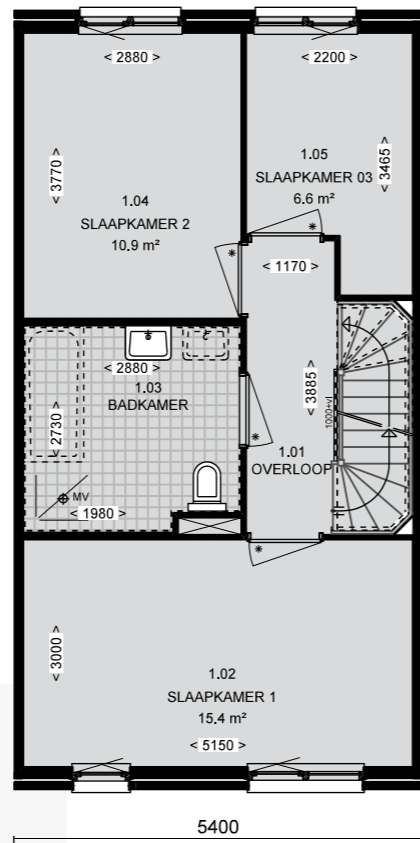 < 2880 >
< 2200 >
< 3770 >
< 3465 >
1.05
SLAAPKAMER 03
6.6 m²
1.04
SLAAPKAMER 2
10.9 m²
*
*
< 1170 >
< 2880 >
1.03
BADKAMER
< 2730 >
< 3885 >
1000+vl
1.01
OVERLOOP
*
MV
< 1980 >
*
< 3000 >
1.02
SLAAPKAMER 1
15.4 m²
< 5150 >
5400